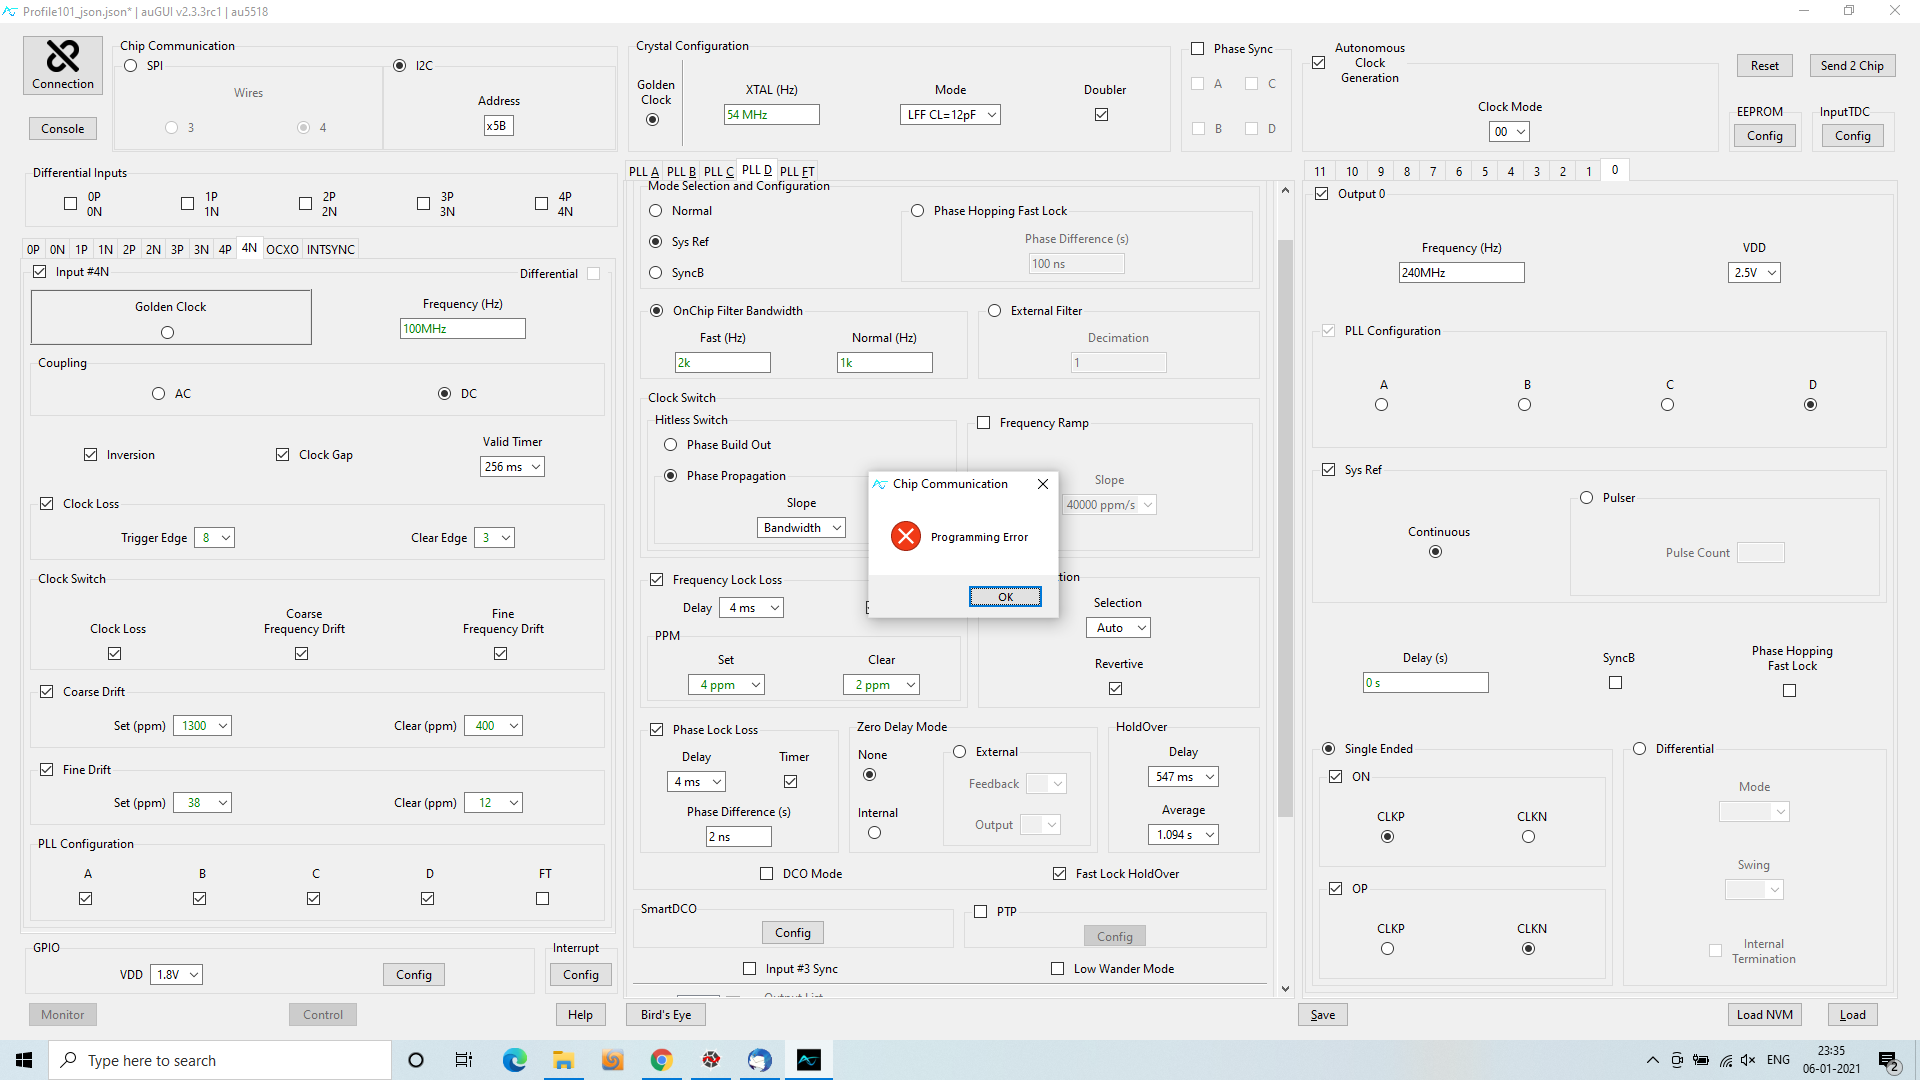 Profile101_json.json* | auGUI v2.3.3rc1 | au5518
Connection
Console
Chip Communication
SPI
Wires
3
4
I2C
Address
x5B
Crystal Configuration
Golden
Clock
XTAL (Hz)
54 MHz
Mode
LFF CL=12pF
Doubler
Phase Sync
A
C
B
D
Autonomous
Clock
Generation
Clock Mode
00
Reset
Send 2 Chip
EEPROM
Config
InputTDC
Config
Differential Inputs
0P
0N
1P
1N
2P
2N
3P
3N
4P
4N
0P 0N 1P 1N 2P 2N 3P 3N 4P 4N OCXO INTSYNC
Input #4N
Differential
Golden Clock
Frequency (Hz)
100MHz
Coupling
AC
DC
Inversion
Clock Gap
Valid Timer
256 ms
Clock Loss
Trigger Edge 8
Clear Edge 3
Clock Switch
Clock Loss
Coarse
Frequency Drift
Fine
Frequency Drift
Coarse Drift
Set (ppm) 1300
Clear (ppm) 400
Fine Drift
Set (ppm) 38
Clear (ppm) 12
PLL Configuration
A B C D FT
GPIO
VDD 1.8V
Config
Interrupt
Config
Monitor
Control
Help
PLL A PLL B PLL C PLL D PLL FT
Mode Selection and Configuration
Normal
Sys Ref
SyncB
Phase Hopping Fast Lock
Phase Difference (s)
100 ns
OnChip Filter Bandwidth
Fast (Hz)
2k
Normal (Hz)
1k
External Filter
Decimation
1
Clock Switch
Hitless Switch
Phase Build Out
Phase Propagation
Slope
Bandwidth
Frequency Ramp
Slope
40000 ppm/s
Chip Communication
Programming Error
OK
Frequency Lock Loss
Delay 4 ms
PPM
Set
4 ppm
Clear
2 ppm
tion
Selection
Auto
Revertive
Phase Lock Loss
Delay
4 ms
Timer
Phase Difference (s)
2 ns
Zero Delay Mode
None
Internal
External
Feedback
Output
HoldOver
Delay
547 ms
Average
1.094 s
DCO Mode
Fast Lock HoldOver
SmartDCO
Config
PTP
Config
Input #3 Sync
Low Wander Mode
Output List
Bird's Eye
11 10 9 8 7 6 5 4 3 2 1 0
Output 0
Frequency (Hz)
240MHz
VDD
2.5V
PLL Configuration
A B C D
Sys Ref
Continuous
Pulser
Pulse Count
Delay (s)
0 s
SyncB
Phase Hopping
Fast Lock
Single Ended
ON
CLKP
CLKN
OP
CLKP
CLKN
Differential
Mode
Swing
Internal
Termination
Save
Load NVM
Load
Type here to search
ENG
23:35
06-01-2021
2